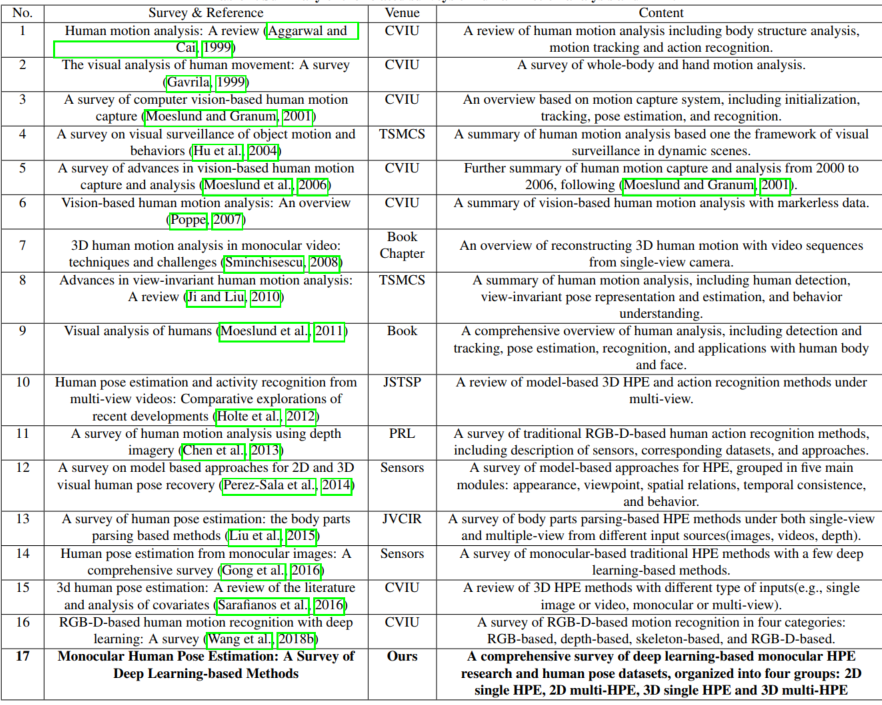 No. Survey & Reference Venue Content
1 Human motion analysis: A review (Aggarwal and CVIU A review of human motion analysis including body structure analysis,
Cai, 1999) motion tracking and action recognition.
2 The visual analysis of human movement: A survey CVIU A survey of whole-body and hand motion analysis.
(Gavrila, 1999)
3 A survey of computer vision-based human motion CVIU An overview based on motion capture system, including initialization,
capture (Moeslund and Granum, 2001) tracking, pose estimation, and recognition.
4 A survey on visual surveillance of object motion and TSMCS A summary of human motion analysis based one the framework of visual
behaviors (Hu et al., 2004) surveillance in dynamic scenes.
5 A survey of advances in vision-based human motion CVIU Further summary of human motion capture and analysis from 2000 to
capture and analysis (Moeslund et al., 2006) 2006, following (Moeslund and Granum, 2001).
6 Vision-based human motion analysis: An overview CVIU A summary of vision-based human motion analysis with markerless data.
(Poppe, 2007)
7 3D human motion analysis in monocular video: Book An overview of reconstructing 3D human motion with video sequences
techniques and challenges (Sminchisescu, 2008) Chapter from single-view camera.
8 Advances in view-invariant human motion analysis: TSMCS A summary of human motion analysis, including human detection,
A review (Ji and Liu, 2010) view-invariant pose representation and estimation, and behavior
understanding.
9 Visual analysis of humans (Moeslund et al., 2011) Book A comprehensive overview of human analysis, including detection and
tracking, pose estimation, recognition, and applications with human body
and face.
10 Human pose estimation and activity recognition from JSTSP A review of model-based 3D HPE and action recognition methods under
multi-view videos: Comparative explorations of multi-view.
recent developments (Holte et al., 2012)
11 A survey of human motion analysis using depth PRL A survey of traditional RGB-D-based human action recognition methods,
imagery (Chen et al., 2013) including description of sensors, corresponding datasets, and approaches.
12 A survey on model based approaches for 2D and 3D Sensors A survey of model-based approaches for HPE, grouped in five main
visual human pose recovery (Perez-Sala et al., 2014) modules: appearance, viewpoint, spatial relations, temporal consistence,
and behavior.
13 A survey of human pose estimation: the body parts JVCIR A survey of body parts parsing-based HPE methods under both single-view
parsing based methods (Liu et al., 2015) and multiple-view from different input sources(images, videos, depth).
14 Human pose estimation from monocular images: A Sensors A survey of monocular-based traditional HPE methods with a few deep
comprehensive survey (Gong et al., 2016) learning-based methods.
15 3d human pose estimation: A review of the literature CVIU A review of 3D HPE methods with different type of inputs(e.g., single
and analysis of covariates (Sarafianos et al., 2016) image or video, monocular or multi-view).
16 RGB-D-based human motion recognition with deep CVIU A survey of RGB-D-based motion recognition in four categories:
learning: A survey (Wang et al., 2018b) RGB-based, depth-based, skeleton-based, and RGB-D-based.
17 Monocular Human Pose Estimation: A Survey of Ours A comprehensive survey of deep learning-based monocular HPE
Deep Learning-based Methods research and human pose datasets, organized into four groups: 2D
single HPE, 2D multi-HPE, 3D single HPE and 3D multi-HPE